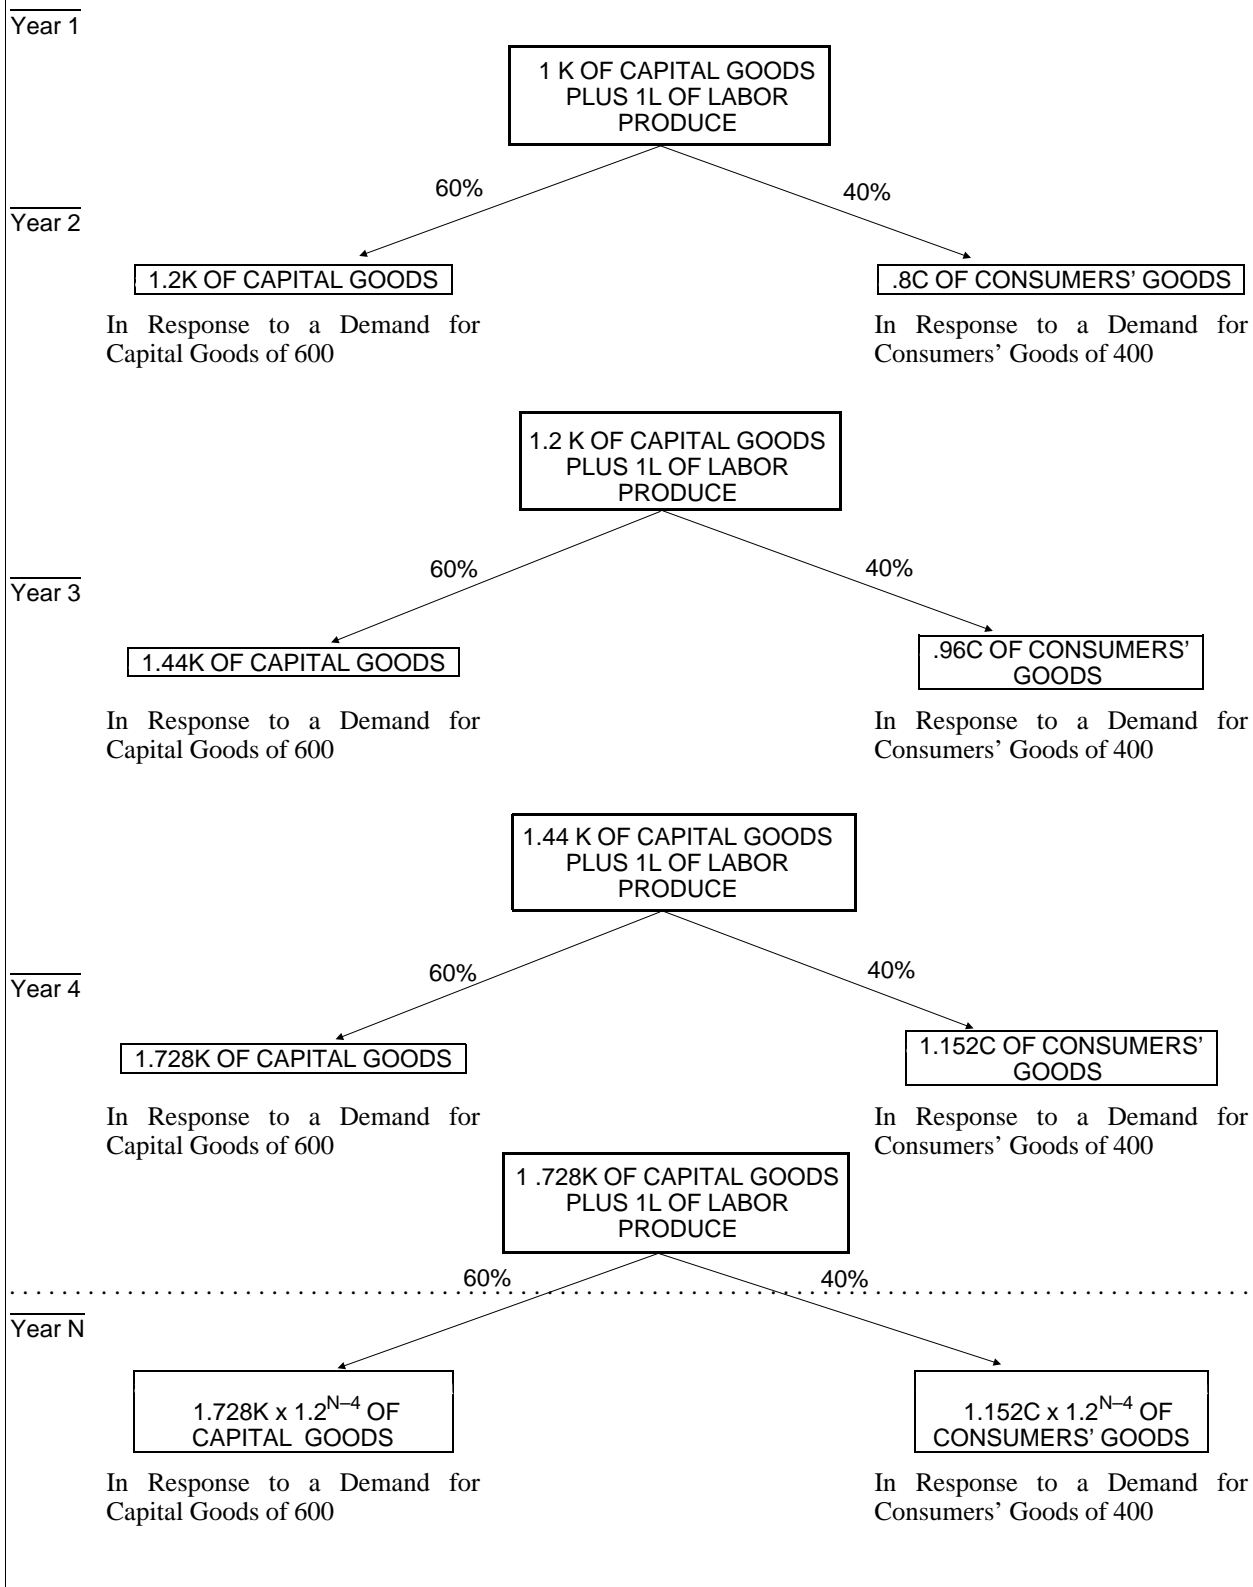 Year 1
1 K OF CAPITAL GOODS
PLUS 1L OF LABOR
PRODUCE
60%
40%
Year 2
1.2K OF CAPITAL GOODS
.8C OF CONSUMERS’ GOODS
In Response to a Demand for
Capital Goods of 600
In Response to a Demand for
Consumers’ Goods of 400
1.2 K OF CAPITAL GOODS
PLUS 1L OF LABOR
PRODUCE
60%
40%
Year 3
1.44K OF CAPITAL GOODS
.96C OF CONSUMERS’
GOODS
In Response to a Demand for
Capital Goods of 600
In Response to a Demand for
Consumers’ Goods of 400
1.44 K OF CAPITAL GOODS
PLUS 1L OF LABOR
PRODUCE
60%
40%
Year 4
1.728K OF CAPITAL GOODS
1.152C OF CONSUMERS’
GOODS
In Response to a Demand for
Capital Goods of 600
In Response to a Demand for
Consumers’ Goods of 400
1 .728K OF CAPITAL GOODS
PLUS 1L OF LABOR
PRODUCE
60%
40%
Year N
1.728K x 1.2^N–4 OF
CAPITAL GOODS
1.152C x 1.2^N–4 OF
CONSUMERS’ GOODS
In Response to a Demand for
Capital Goods of 600
In Response to a Demand for
Consumers’ Goods of 400